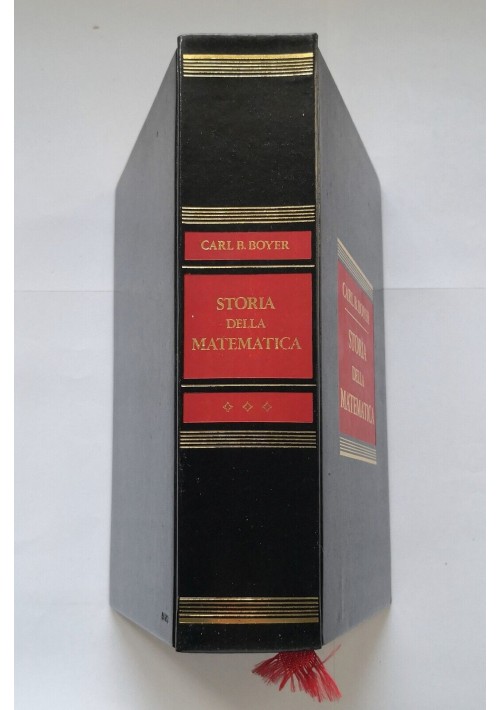 CARL B. BOYER
STORIA
DELLA
MATEMATICA
CARL B. BOYER
STORIA
DELLA
MATEMATICA